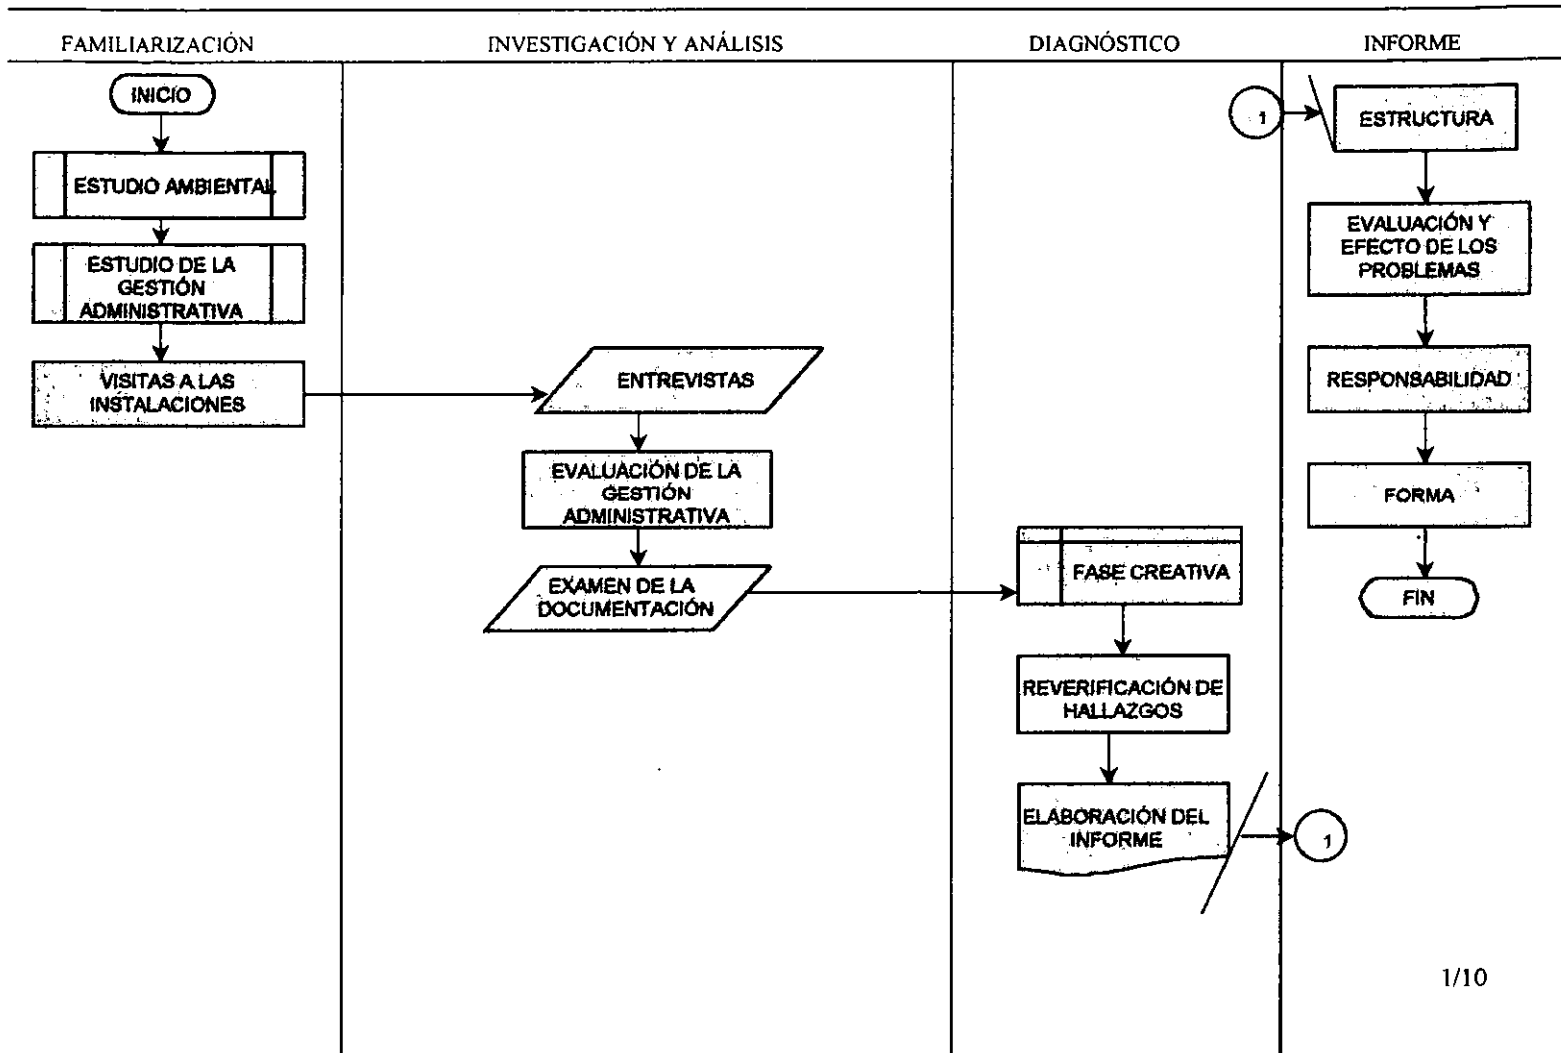 FAMILIARIZACIÓN
INVESTIGACIÓN Y ANÁLISIS
DIAGNÓSTICO
INFORME
INICIO
ESTUDIO AMBIENTAL
ESTUDIO DE LA
GESTIÓN
ADMINISTRATIVA
VISITAS A LAS
INSTALACIONES
ENTREVISTAS
EVALUACIÓN DE LA
GESTIÓN
ADMINISTRATIVA
EXAMEN DE LA
DOCUMENTACIÓN
FASE CREATIVA
REVERIFICACIÓN DE
HALLAZGOS
ELABORACIÓN DEL
INFORME
1
1
ESTRUCTURA
EVALUACIÓN Y
EFECTO DE LOS
PROBLEMAS
RESPONSABILIDAD
FORMA
FIN
1/10